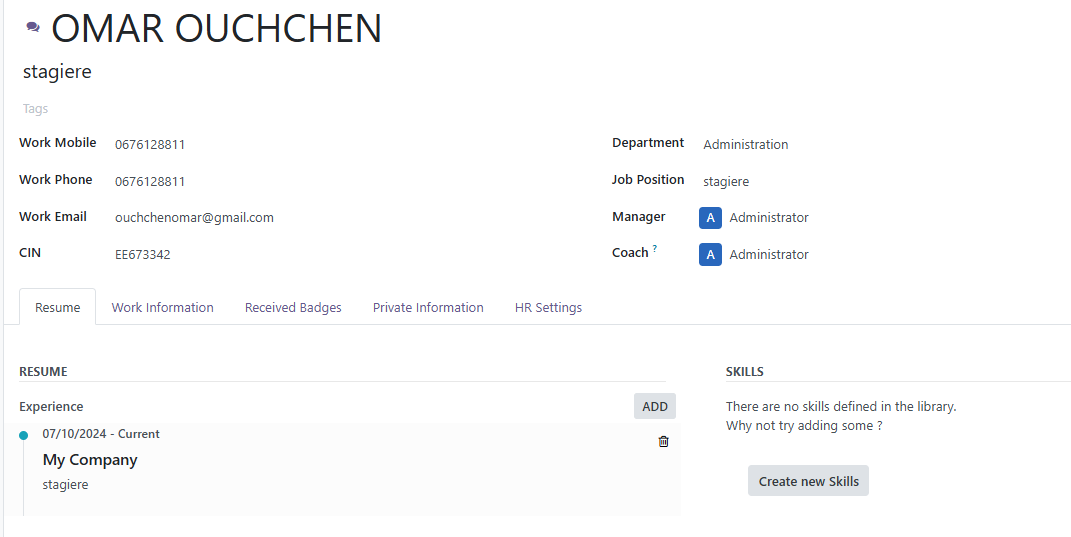 OMAR OUCHCHEN
stagiere
Tags
Work Mobile 0676128811
Work Phone 0676128811
Work Email ouchchenomar@gmail.com
CIN EE673342
Department Administration
Job Position stagiere
Manager A Administrator
Coach ? A Administrator
Resume Work Information Received Badges Private Information HR Settings
RESUME
Experience ADD
07/10/2024 - Current
My Company
stagiere
SKILLS
There are no skills defined in the library.
Why not try adding some ?
Create new Skills